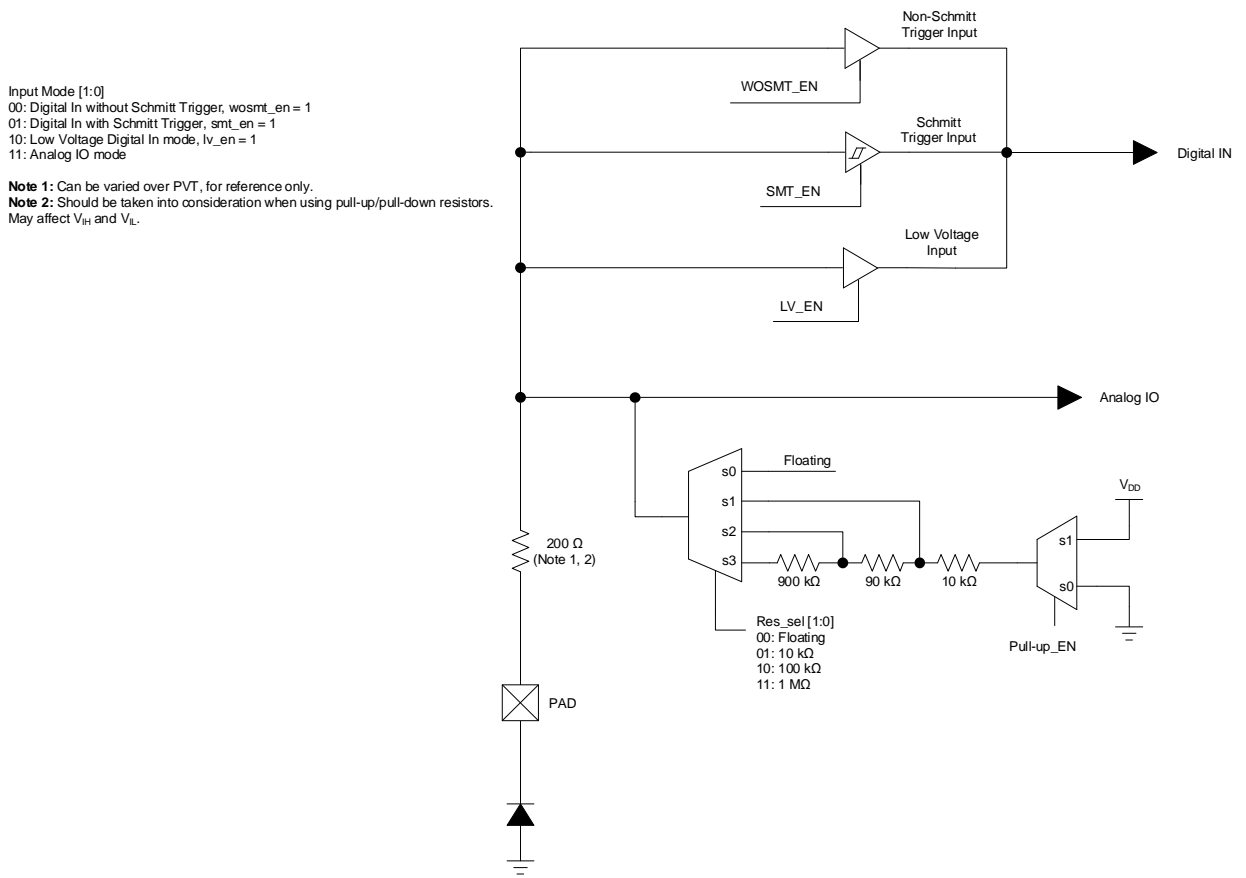 Input Mode [1:0]
00: Digital In without Schmitt Trigger, wosmt_en = 1
01: Digital In with Schmitt Trigger, smt_en = 1
10: Low Voltage Digital In mode, lv_en = 1
11: Analog IO mode
Note 1: Can be varied over PVT, for reference only.
Note 2: Should be taken into consideration when using pull-up/pull-down resistors.
May affect VIH and VIL.
Non-Schmitt
Trigger Input
WOSMT_EN
Schmitt
Trigger Input
SMT_EN
Digital IN
Low Voltage
Input
LV_EN
Analog IO
s0
Floating
s1
s2
s3
900 kΩ
90 kΩ
10 kΩ
VDD
s1
s0
Pull-up_EN
Res_sel [1:0]
00: Floating
01: 10 kΩ
10: 100 kΩ
11: 1 MΩ
200 Ω
(Note 1, 2)
PAD